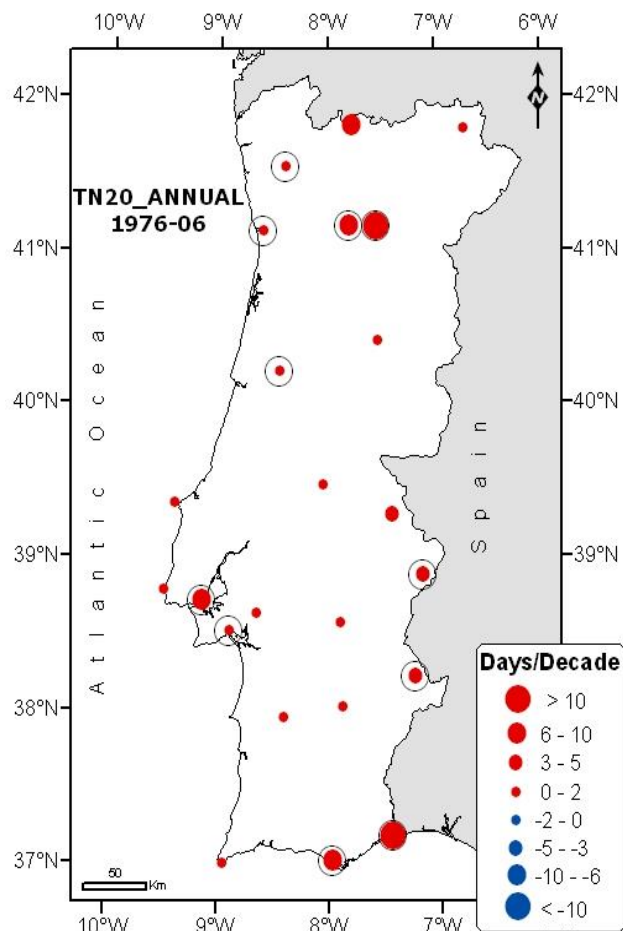 10°W 9°W 8°W 7°W 6°W
42°N 42°N
N
TN20_ANNUAL
1976-06
41°N 41°N
40°N 40°N
39°N 39°N
38°N 38°N
37°N 37°N
Atlantic Ocean
Spain
Days/Decade
> 10
6 - 10
3 - 5
0 - 2
-2 - 0
-5 - -3
-10 - -6
< -10
50
Km
10°W 9°W 8°W 7°W